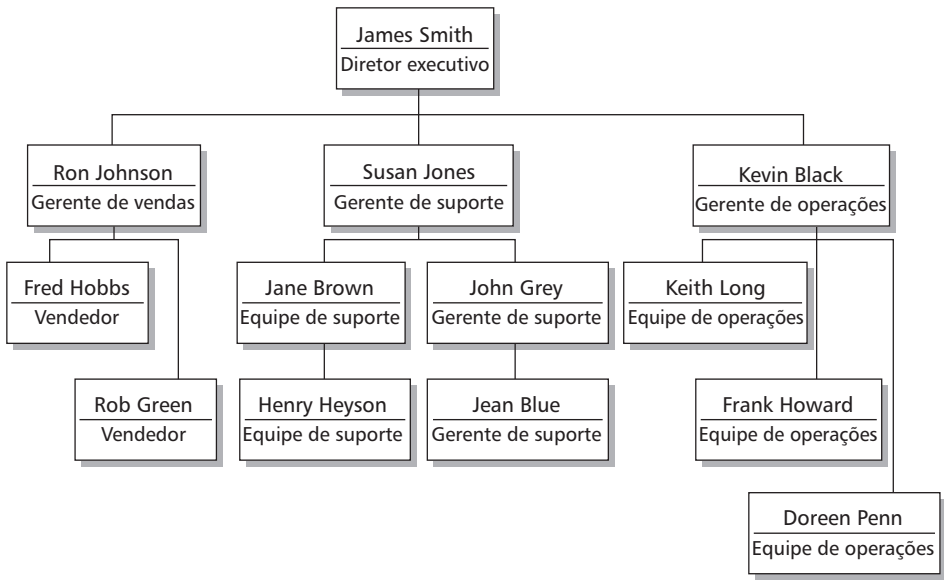 James Smith
Diretor executivo
Ron Johnson
Gerente de vendas
Susan Jones
Gerente de suporte
Kevin Black
Gerente de operações
Fred Hobbs
Vendedor
Jane Brown
Equipe de suporte
John Grey
Gerente de suporte
Keith Long
Equipe de operações
Rob Green
Vendedor
Henry Heyson
Equipe de suporte
Jean Blue
Gerente de suporte
Frank Howard
Equipe de operações
Doreen Penn
Equipe de operações